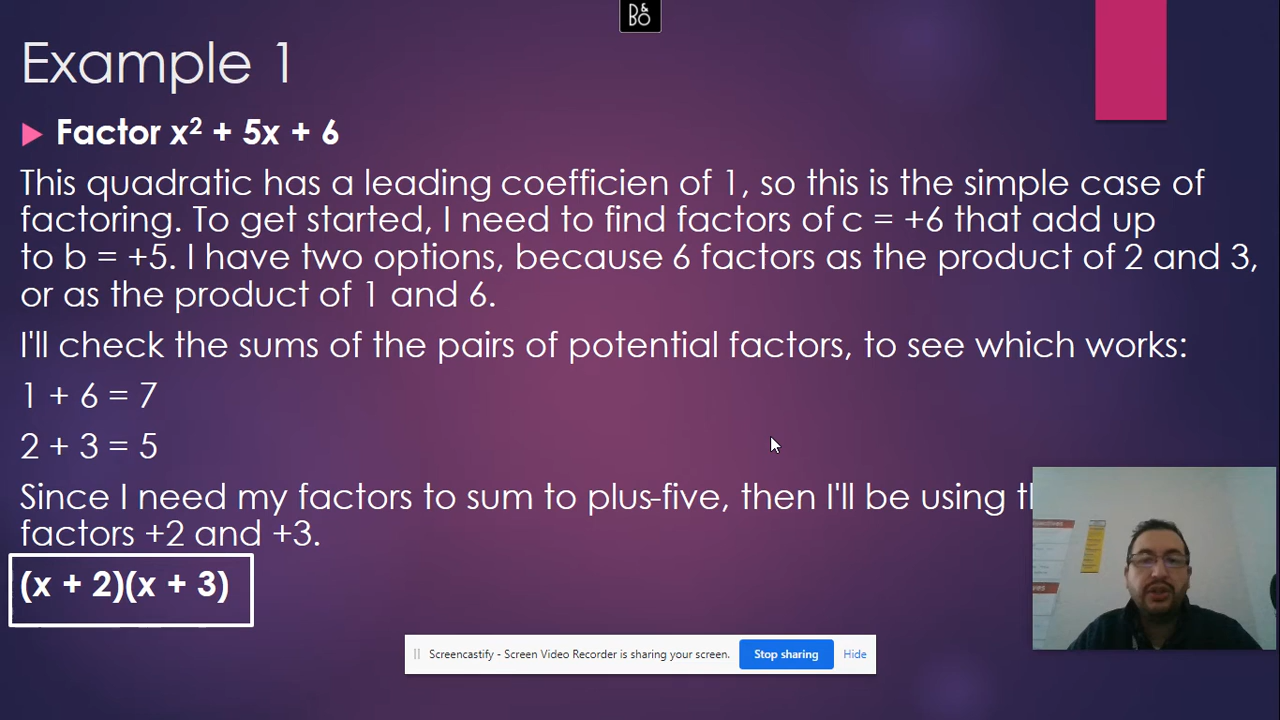 B&O
Example 1
Factor x² + 5x + 6
This quadratic has a leading coefficien of 1, so this is the simple case of
factoring. To get started, I need to find factors of c = +6 that add up
to b = +5. I have two options, because 6 factors as the product of 2 and 3,
or as the product of 1 and 6.
I'll check the sums of the pairs of potential factors, to see which works:
1 + 6 = 7
2 + 3 = 5
Since I need my factors to sum to plus-five, then I'll be using
factors +2 and +3.
(x + 2)(x + 3)
Screencastify - Screen Video Recorder is sharing your screen. Stop sharing Hide